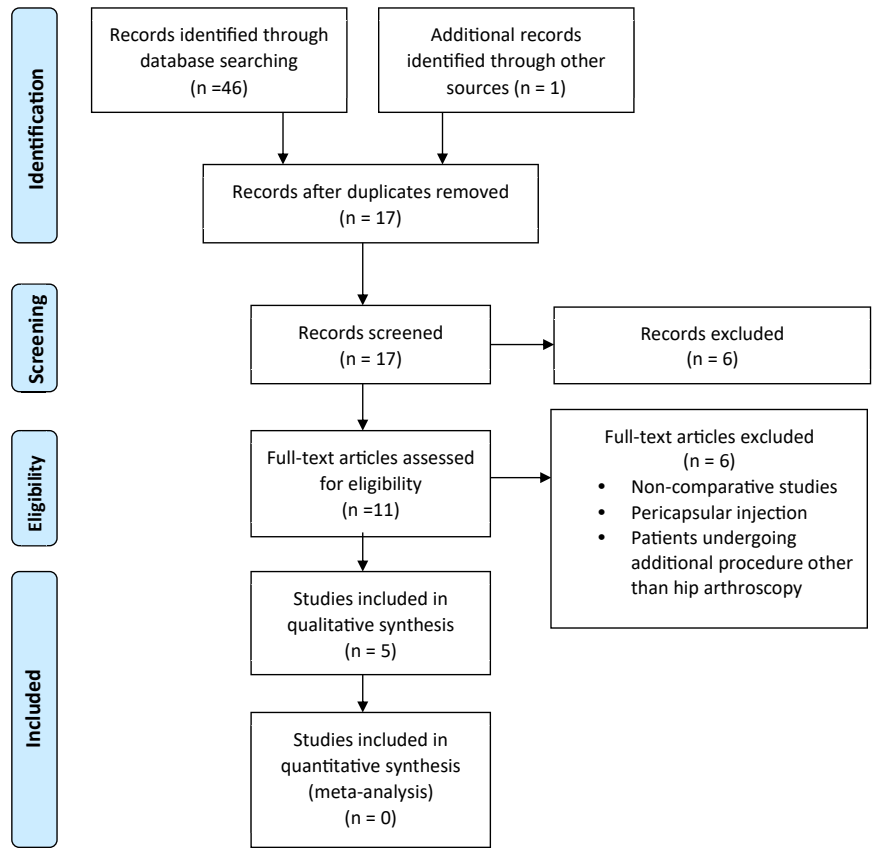 Identification
Records identified through
database searching
(n =46)
Additional records
identified through other
sources (n = 1)
Records after duplicates removed
(n = 17)
Screening
Records screened
(n = 17)
Records excluded
(n = 6)
Eligibility
Full-text articles assessed
for eligibility
(n =11)
Full-text articles excluded
(n = 6)
• Non-comparative studies
• Pericapsular injection
• Patients undergoing
additional procedure other
than hip arthroscopy
Included
Studies included in
qualitative synthesis
(n = 5)
Studies included in
quantitative synthesis
(meta-analysis)
(n = 0)